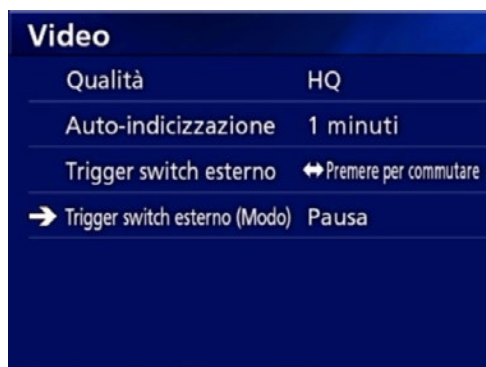 Video
Qualità HQ
Auto-indicizzazione 1 minuti
Trigger switch esterno ⬌ Premere per commutare
➔ Trigger switch esterno (Modo) Pausa